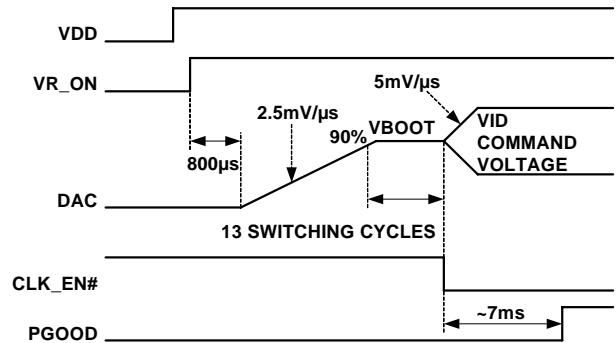 VDD
VR_ON
5mV/µs
2.5mV/µs
90%
VBOOT
VID
COMMAND
VOLTAGE
800µs
DAC
13 SWITCHING CYCLES
CLK_EN#
~7ms
PGOOD